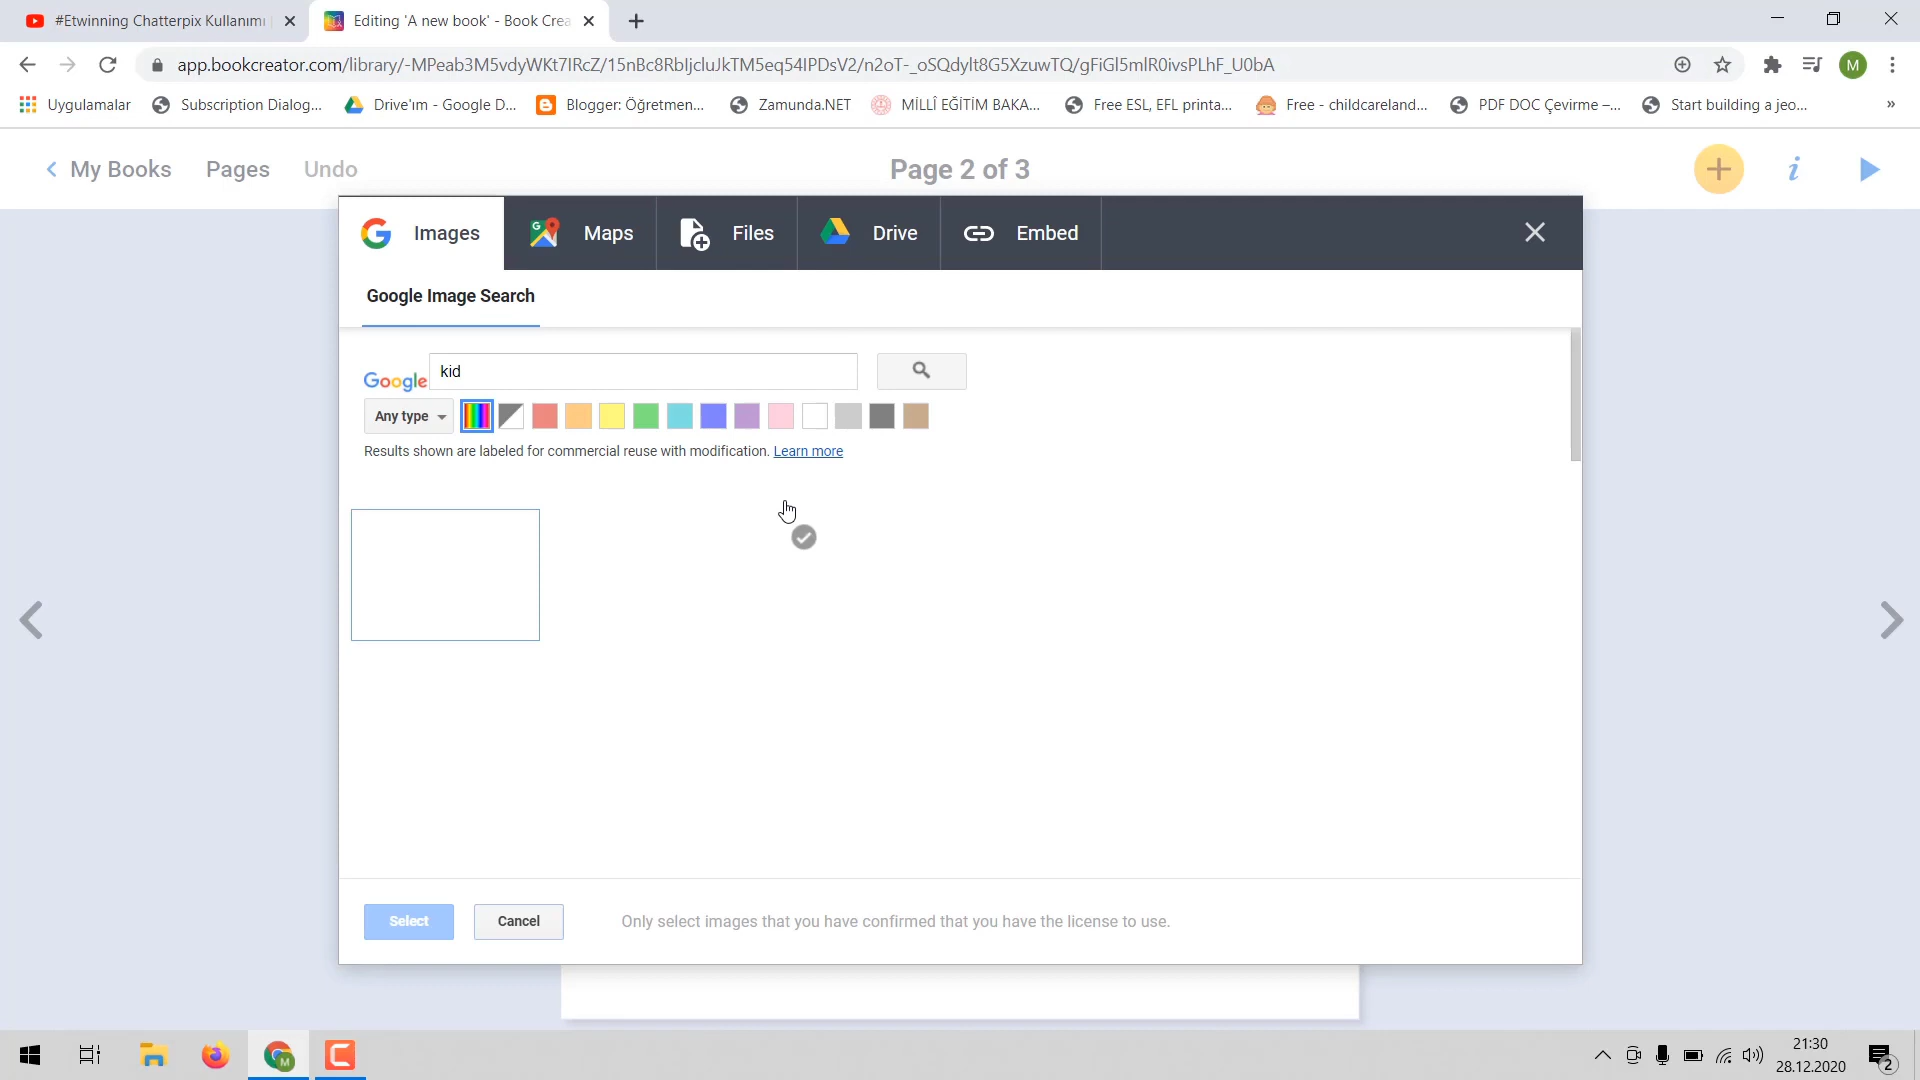 #Etwinning Chatterpix Kullanımı
Editing 'A new book' - Book Crea
app.bookcreator.com/library/-MPeab3M5vdyWKt7IRcZ/15nBc8RbIjcluJkTM5eq54IPDsV2/n2oT-_oSQdylt8G5XzuwTQ/gFiGl5mlR0ivsPLhF_U0bA
M
Uygulamalar
Subscription Dialog...
Drive'ım - Google D...
Blogger: Öğretmen...
Zamunda.NET
MİLLÎ EĞİTİM BAKA...
Free ESL, EFL printa...
Free - childcareland...
PDF DOC Çevirme –...
Start building a jeo...
»
My Books
Pages
Undo
Page 2 of 3
Images
Maps
Files
Drive
Embed
Google Image Search
Google
kid
Any type
Results shown are labeled for commercial reuse with modification. Learn more
Select
Cancel
Only select images that you have confirmed that you have the license to use.
M
21:30
28.12.2020
2